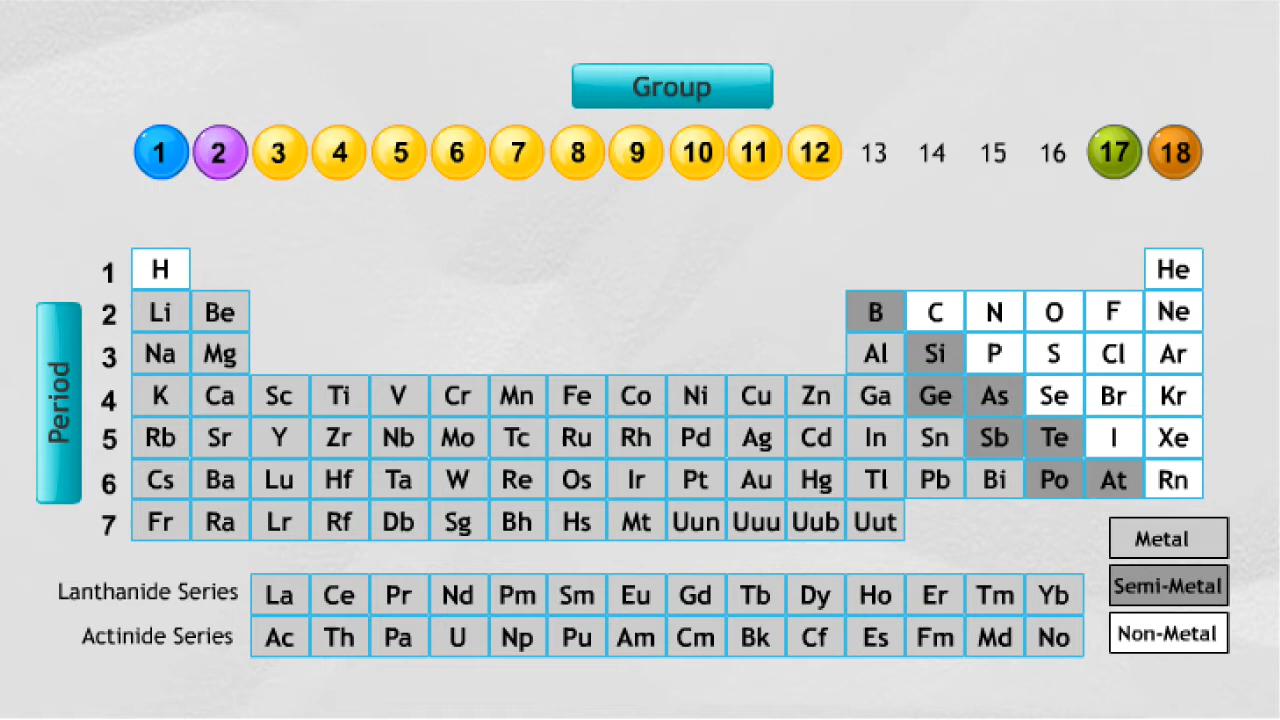 Group
1 2 3 4 5 6 7 8 9 10 11 12 13 14 15 16 17 18
Period
1 H He
2 Li Be B C N O F Ne
3 Na Mg Al Si P S Cl Ar
4 K Ca Sc Ti V Cr Mn Fe Co Ni Cu Zn Ga Ge As Se Br Kr
5 Rb Sr Y Zr Nb Mo Tc Ru Rh Pd Ag Cd In Sn Sb Te I Xe
6 Cs Ba Lu Hf Ta W Re Os Ir Pt Au Hg Tl Pb Bi Po At Rn
7 Fr Ra Lr Rf Db Sg Bh Hs Mt Uun Uuu Uub Uut
Metal
Semi-Metal
Non-Metal
Lanthanide Series La Ce Pr Nd Pm Sm Eu Gd Tb Dy Ho Er Tm Yb
Actinide Series Ac Th Pa U Np Pu Am Cm Bk Cf Es Fm Md No